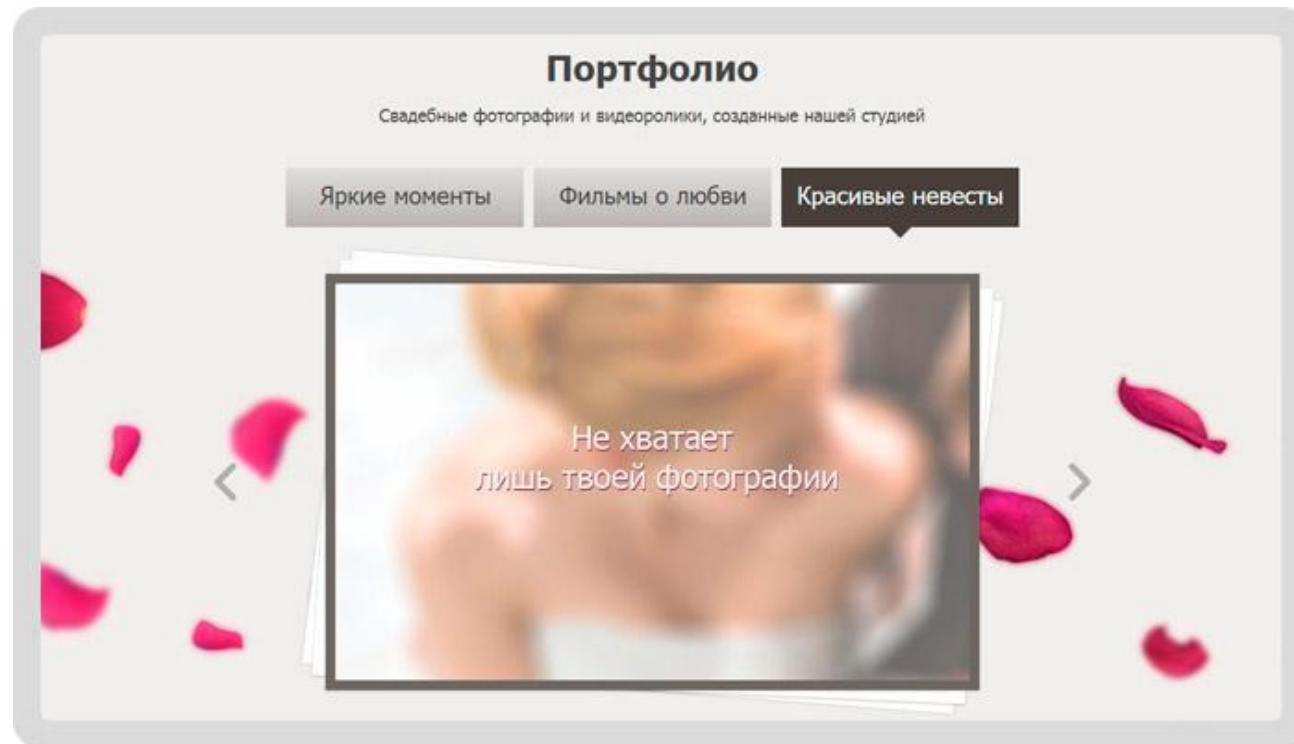 Портфолио
Свадебные фотографии и видеоролики, созданные нашей студией
Яркие моменты
Фильмы о любви
Красивые невесты
Не хватает
лишь твоей фотографии